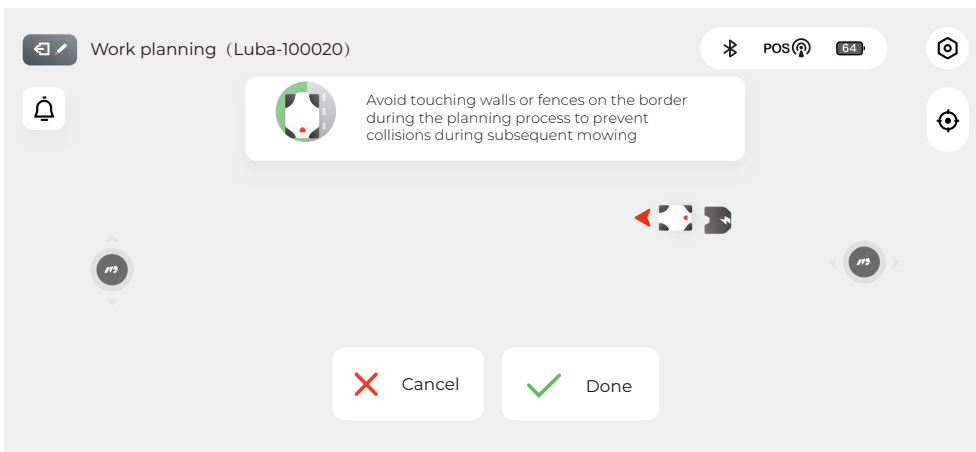 Work planning（Luba-100020）
POS
64
Avoid touching walls or fences on the border
during the planning process to prevent
collisions during subsequent mowing
Cancel
Done